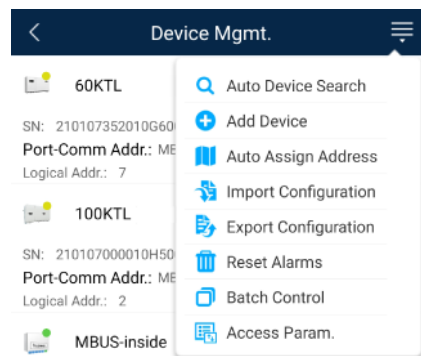 Device Mgmt.
60KTL
SN: 210107352010G60
Port-Comm Addr.: ME
Logical Addr.: 7
100KTL
SN: 210107000010H50
Port-Comm Addr.: ME
Logical Addr.: 2
MBUS-inside
Auto Device Search
Add Device
Auto Assign Address
Import Configuration
Export Configuration
Reset Alarms
Batch Control
Access Param.